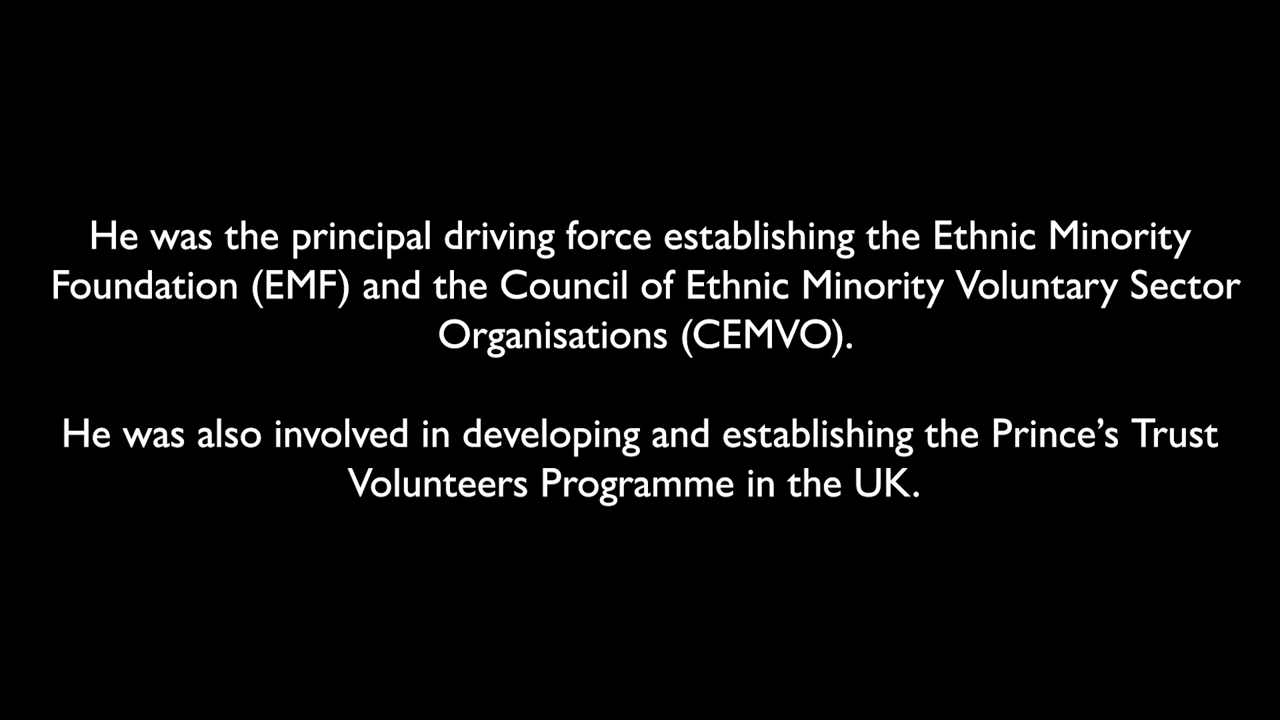 He was the principal driving force establishing the Ethnic Minority
Foundation (EMF) and the Council of Ethnic Minority Voluntary Sector
Organisations (CEMVO).
He was also involved in developing and establishing the Prince’s Trust
Volunteers Programme in the UK.